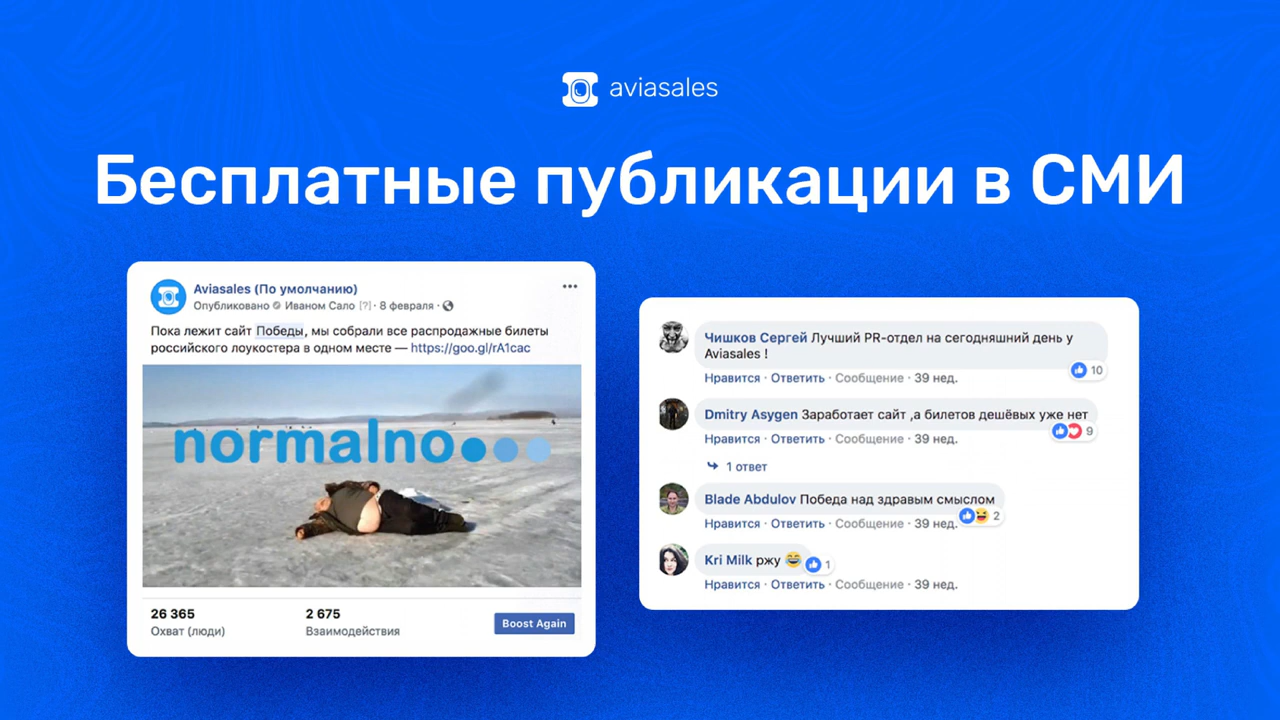 aviasales
Бесплатные публикации в СМИ
Aviasales (По умолчанию)
Опубликовано Иваном Сало [?] · 8 февраля ·
Пока лежит сайт Победы, мы собрали все распродажные билеты
российского лоукостера в одном месте — https://goo.gl/rA1cac
normalno
26 365
Охват (люди)
2 675
Взаимодействия
Boost Again
Чишков Сергей Лучший PR-отдел на сегодняшний день у
Aviasales !
10
Нравится · Ответить · Сообщение · 39 нед.
Dmitry Asygen Заработает сайт ,а билетов дешёвых уже нет
9
Нравится · Ответить · Сообщение · 39 нед.
1 ответ
Blade Abdulov Победа над здравым смыслом
2
Нравится · Ответить · Сообщение · 39 нед.
Kri Milk ржу 😂
1
Нравится · Ответить · Сообщение · 39 нед.